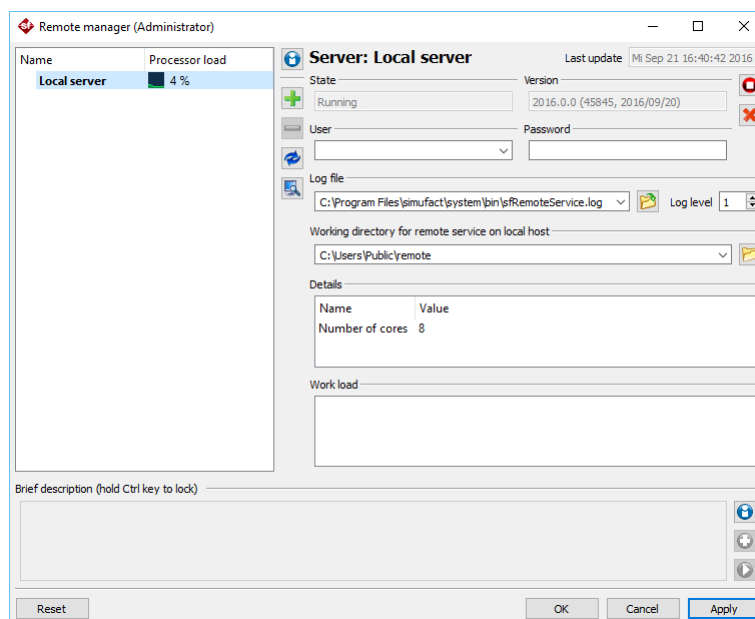 Remote manager (Administrator)
Name Processor load
Local server 4 %
Server: Local server Last update Mi Sep 21 16:40:42 2016
State Version
Running 2016.0.0 (45845, 2016/09/20)
User Password
Log file
C:\Program Files\simufact\system\bin\sfRemoteService.log Log level 1
Working directory for remote service on local host
C:\Users\Public\remote
Details
Name Value
Number of cores 8
Work load
Brief description (hold Ctrl key to lock)
Reset OK Cancel Apply